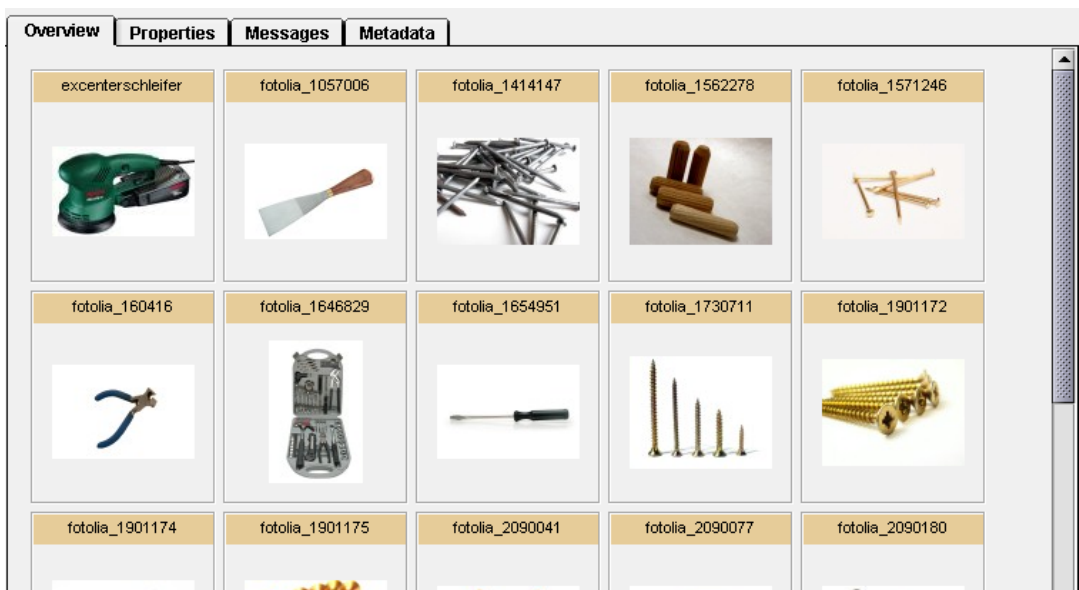 Overview Properties Messages Metadata
excenterschleifer fotolia_1057006 fotolia_1414147 fotolia_1562278 fotolia_1571246
fotolia_160416 fotolia_1646829 fotolia_1654951 fotolia_1730711 fotolia_1901172
fotolia_1901174 fotolia_1901175 fotolia_2090041 fotolia_2090077 fotolia_2090180